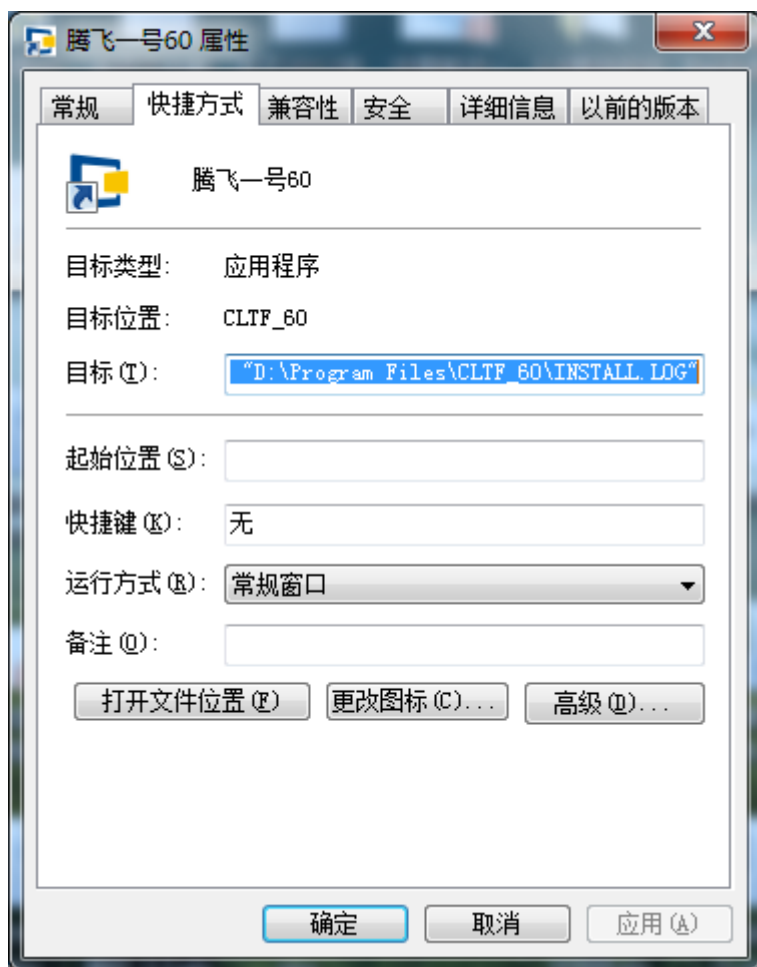 腾飞一号60 属性
常规 快捷方式 兼容性 安全 详细信息 以前的版本
腾飞一号60
目标类型: 应用程序
目标位置: CLTF_60
目标(T): "D:\Program Files\CLTF_60\INSTALL.LOG"
起始位置(S):
快捷键(K): 无
运行方式(R): 常规窗口
备注(O):
打开文件位置(F) 更改图标(C)... 高级(D)...
确定 取消 应用(A)